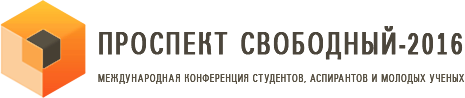 ПРОСПЕКТ СВОБОДНЫЙ-2016
МЕЖДУНАРОДНАЯ КОНФЕРЕНЦИЯ СТУДЕНТОВ, АСПИРАНТОВ И МОЛОДЫХ УЧЕНЫХ